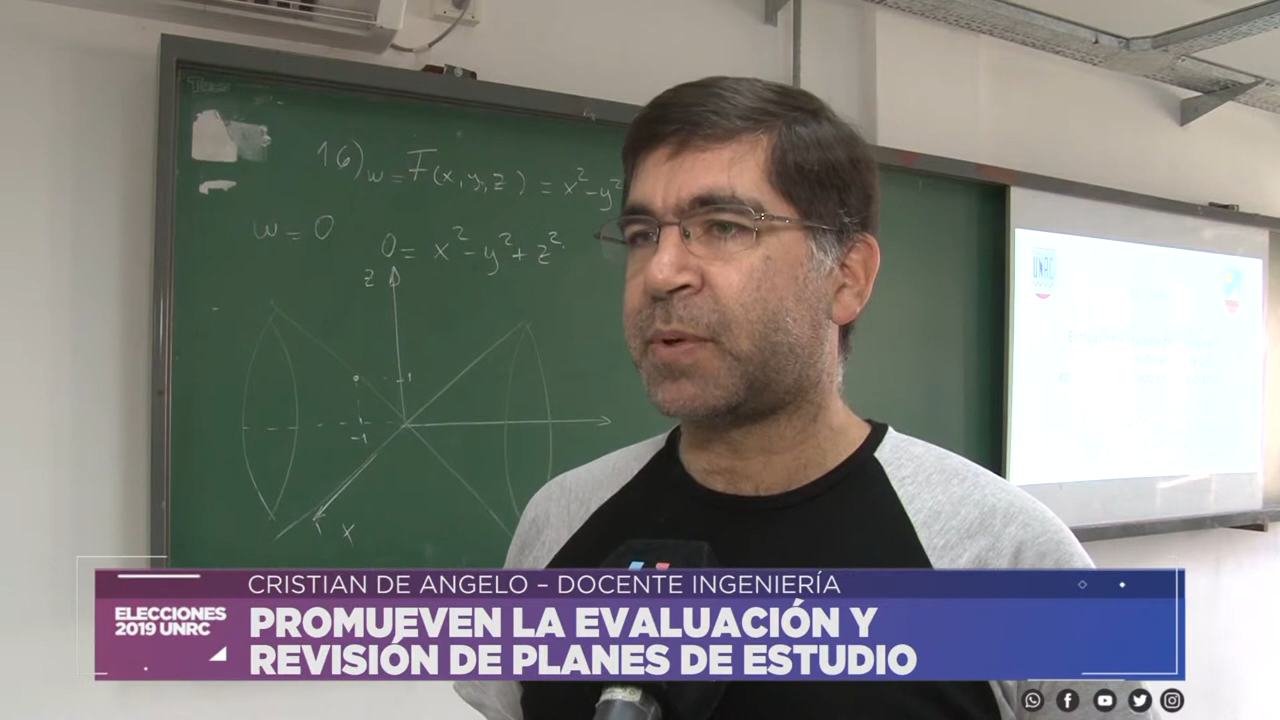 16) w = F(x,y,z) = x²-y²
w = 0
0 = x²-y²+z²
z
1
-1
x
UNRC
CRISTIAN DE ANGELO – DOCENTE INGENIERÍA
ELECCIONES
2019 UNRC
PROMUEVEN LA EVALUACIÓN Y
REVISIÓN DE PLANES DE ESTUDIO